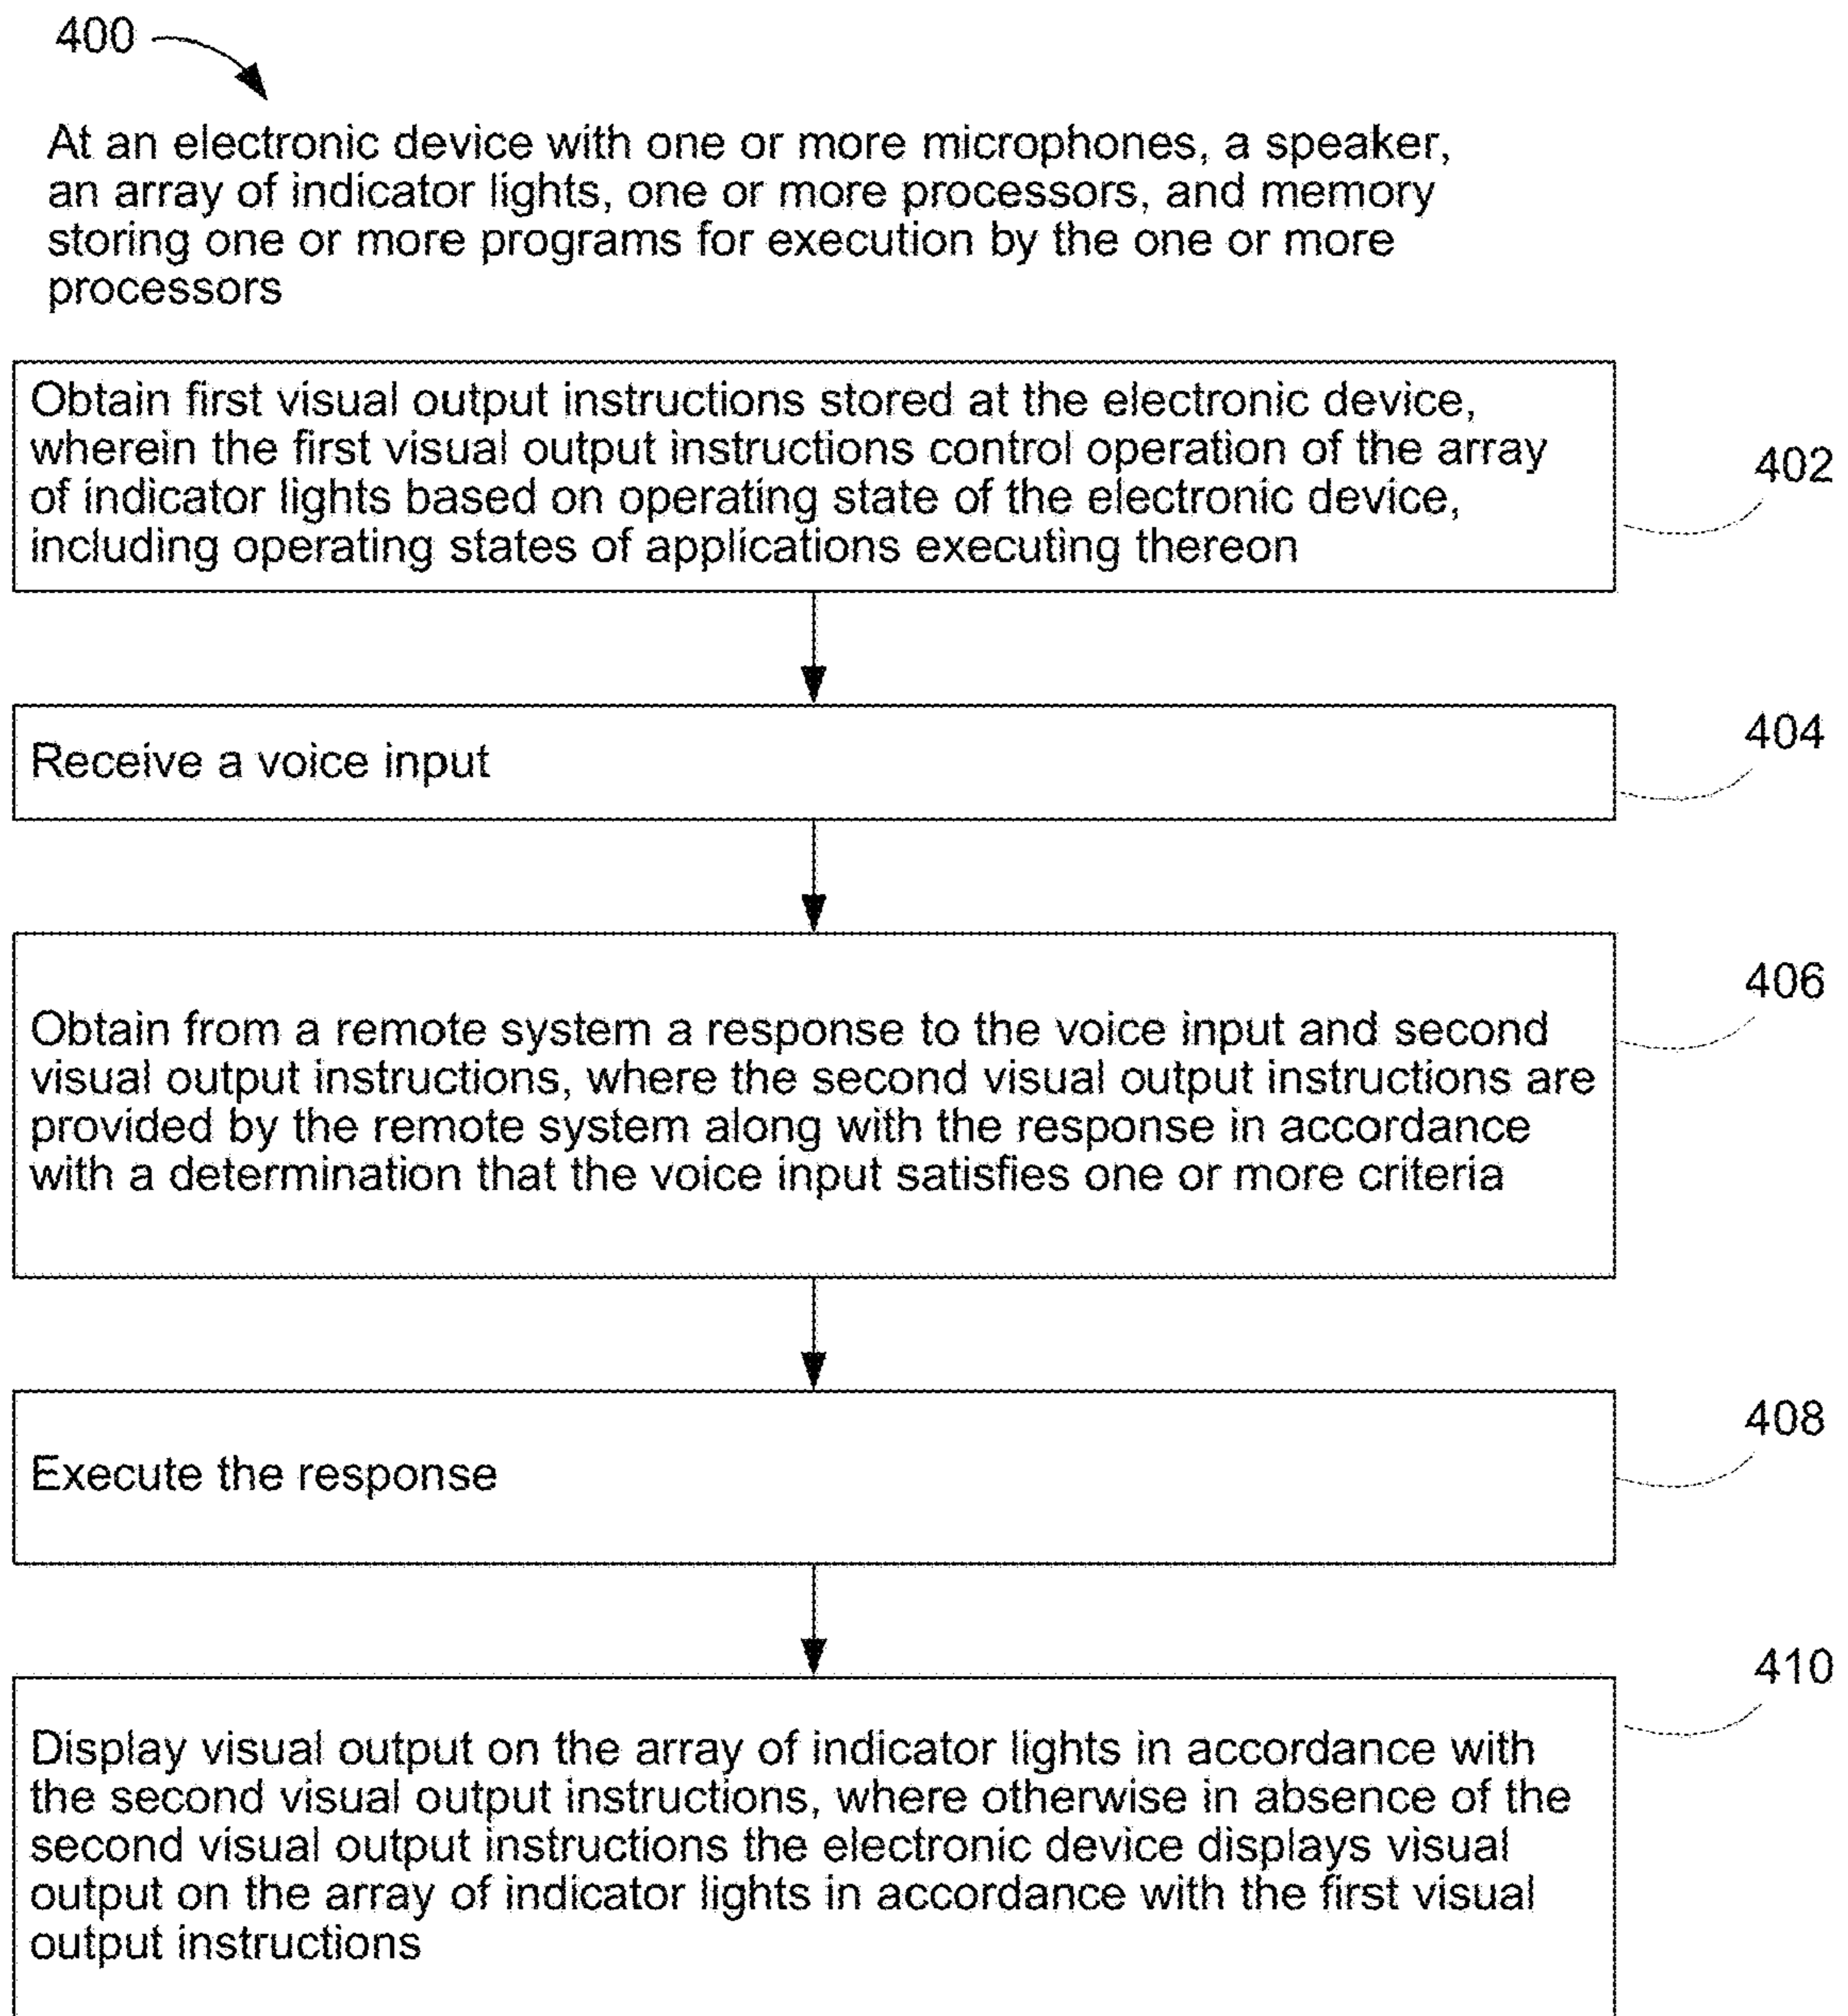 400
At an electronic device with one or more microphones, a speaker,
an array of indicator lights, one or more processors, and memory
storing one or more programs for execution by the one or more
processors
Obtain first visual output instructions stored at the electronic device,
wherein the first visual output instructions control operation of the array
of indicator lights based on operating state of the electronic device,
including operating states of applications executing thereon
402
Receive a voice input
404
Obtain from a remote system a response to the voice input and second
visual output instructions, where the second visual output instructions are
provided by the remote system along with the response in accordance
with a determination that the voice input satisfies one or more criteria
406
Execute the response
408
Display visual output on the array of indicator lights in accordance with
the second visual output instructions, where otherwise in absence of the
second visual output instructions the electronic device displays visual
output on the array of indicator lights in accordance with the first visual
output instructions
410